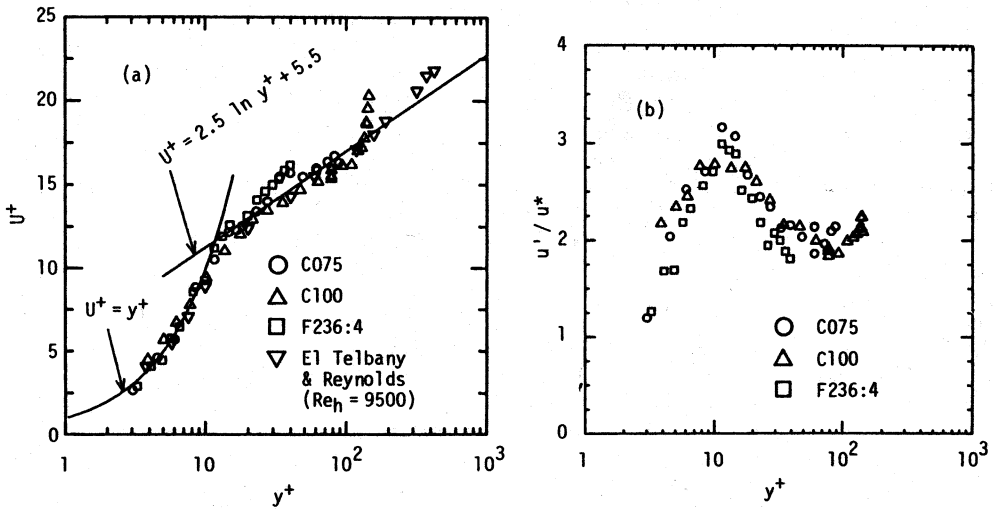 25
20
15
10
5
0
U⁺
(a)
U⁺ = 2.5 ln y⁺ + 5.5
U⁺ = y⁺
C075
C100
F236:4
El Telbany
& Reynolds
(Reₕ = 9500)
1
10
10²
10³
y⁺
4
3
2
1
0
u'/u*
(b)
C075
C100
F236:4
1
10
10²
10³
y⁺